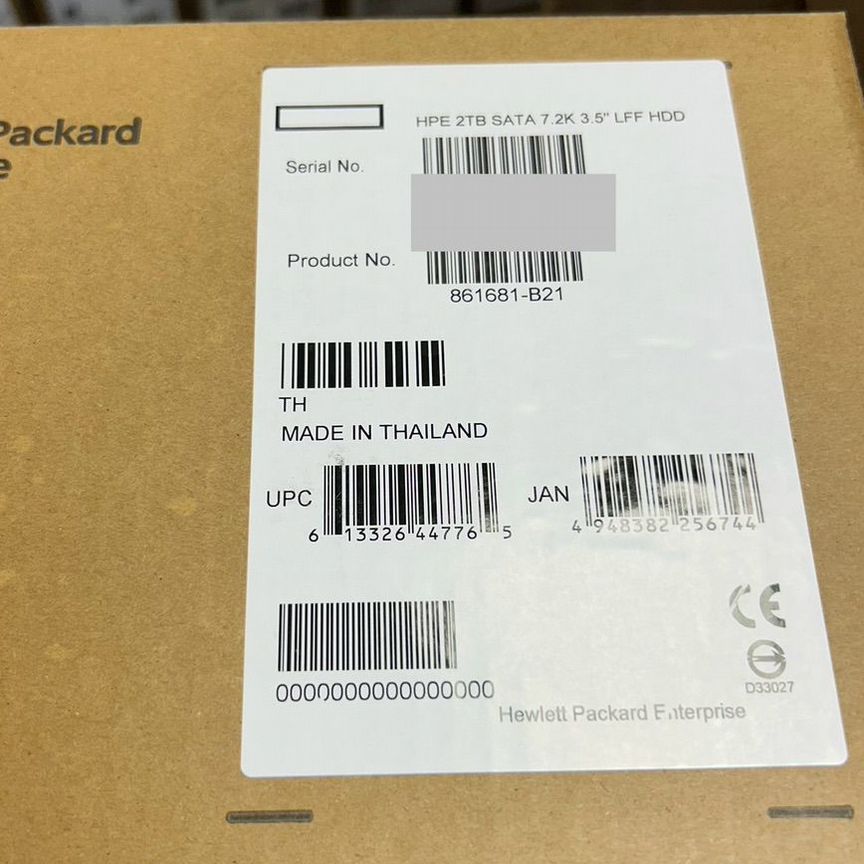 Packard
e
HPE 2TB SATA 7.2K 3.5" LFF HDD
Serial No.
Product No.
861681-B21
TH
MADE IN THAILAND
UPC
6 13326 44776 5
JAN
4 948382 256744
0000000000000000
D33027
Hewlett Packard Enterprise